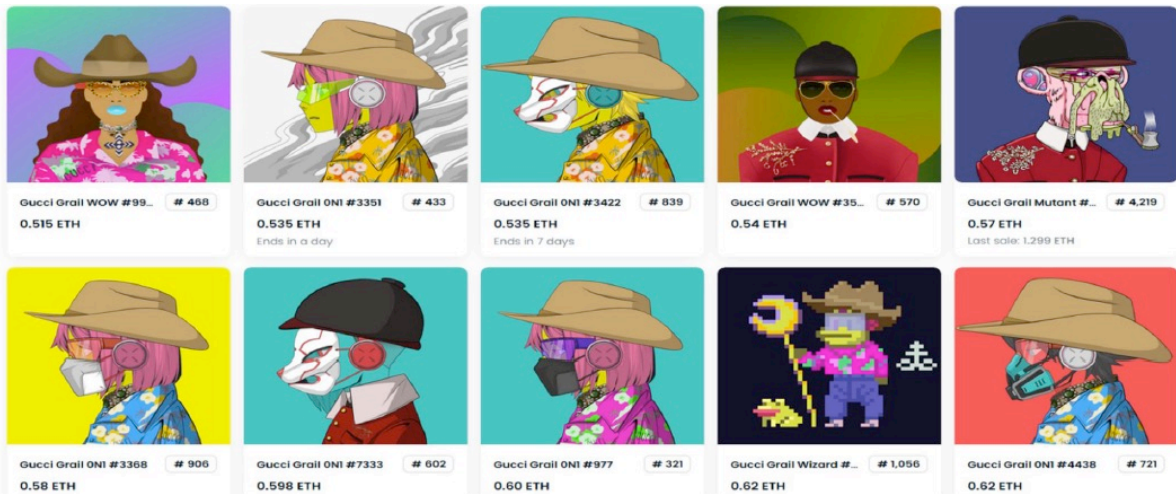 Gucci Grail WOW #99... # 468
0.515 ETH
Gucci Grail 0N1 #3351 # 433
0.535 ETH
Ends in a day
Gucci Grail 0N1 #3422 # 839
0.535 ETH
Ends in 7 days
Gucci Grail WOW #35... # 570
0.54 ETH
Gucci Grail Mutant #... # 4,219
0.57 ETH
Last sale: 1.299 ETH
Gucci Grail 0N1 #3368 # 906
0.58 ETH
Gucci Grail 0N1 #7333 # 602
0.598 ETH
Gucci Grail 0N1 #977 # 321
0.60 ETH
Gucci Grail Wizard #... # 1,056
0.62 ETH
Gucci Grail 0N1 #4438 # 721
0.62 ETH